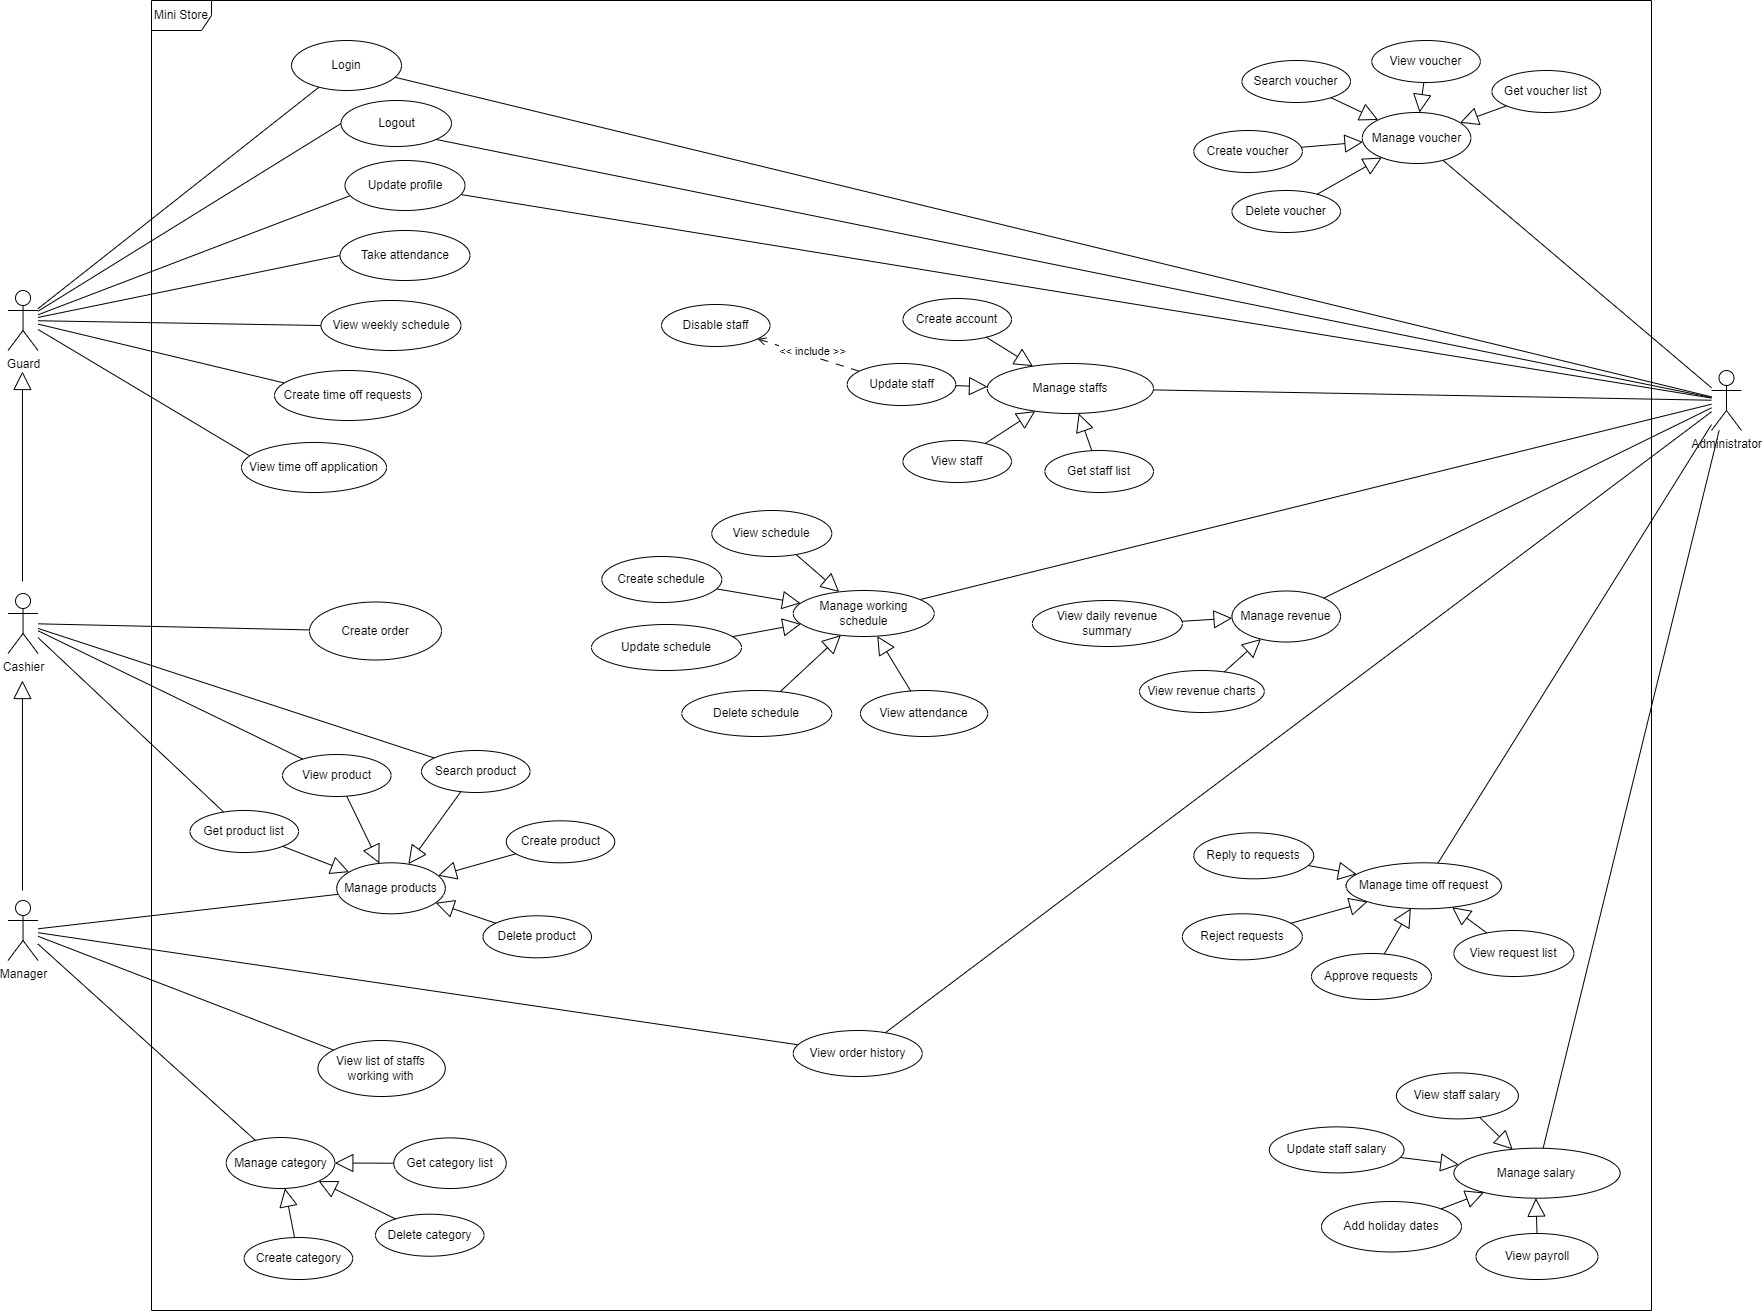 Mini Store
Login
View voucher
Search voucher
Get voucher list
Logout
Manage voucher
Create voucher
Update profile
Delete voucher
Take attendance
Create account
Disable staff
View weekly schedule
<< include >>
Guard
Update staff
Manage staffs
Create time off requests
Administrator
View staff
View time off application
Get staff list
View schedule
Create schedule
Manage working
schedule
View daily revenue
summary
Manage revenue
Create order
Update schedule
Cashier
View revenue charts
Delete schedule
View attendance
Search product
View product
Get product list
Create product
Reply to requests
Manage products
Manage time off request
Delete product
Reject requests
View request list
Manager
Approve requests
View order history
View list of staffs
working with
View staff salary
Update staff salary
Manage category
Get category list
Manage salary
Add holiday dates
Delete category
Create category
View payroll